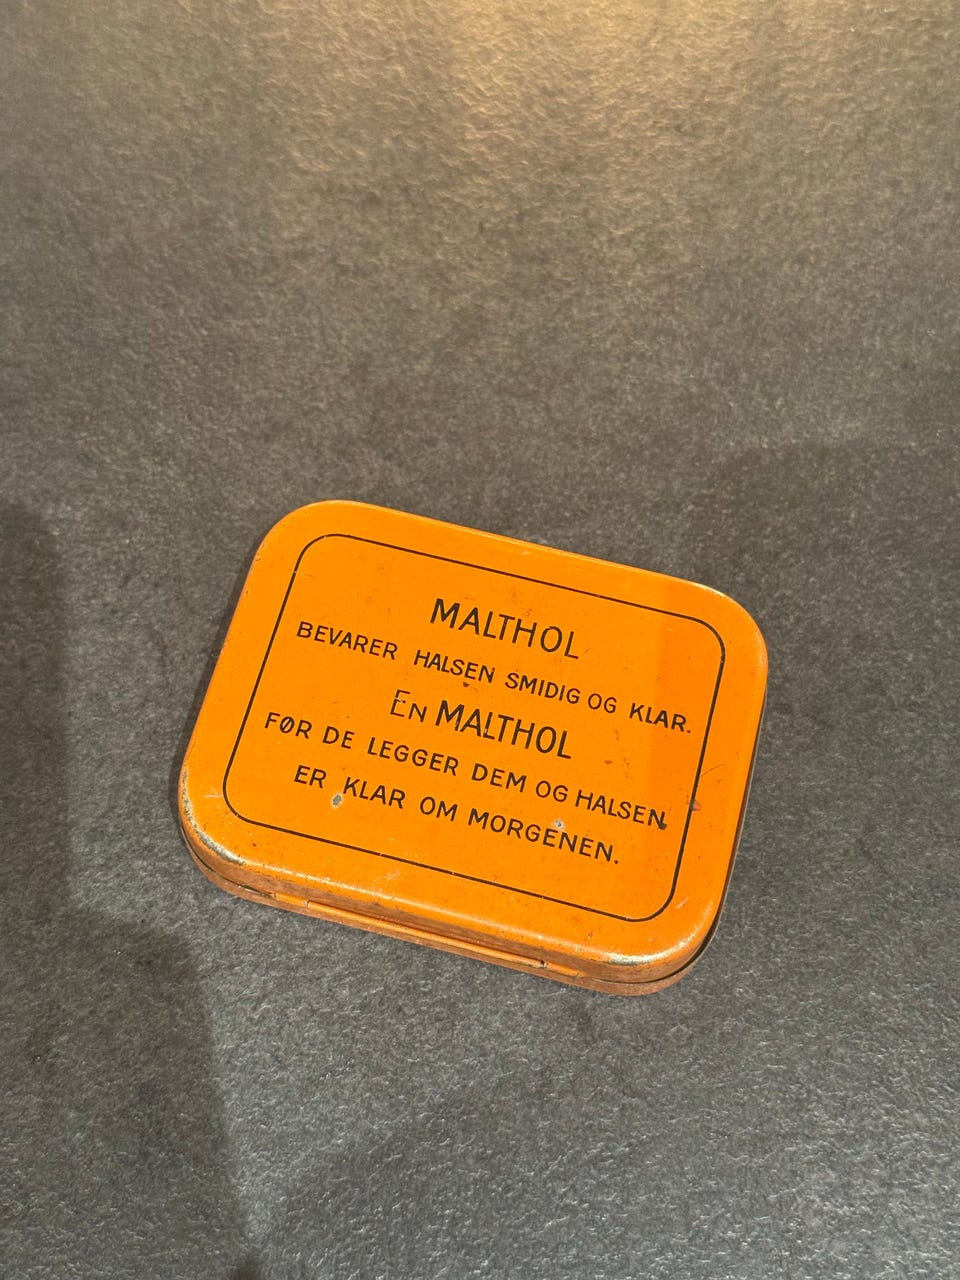 MALTHOL
BEVARER HALSEN SMIDIG OG KLAR.
EN MALTHOL
FØR DE LEGGER DEM OG HALSEN
ER KLAR OM MORGENEN.